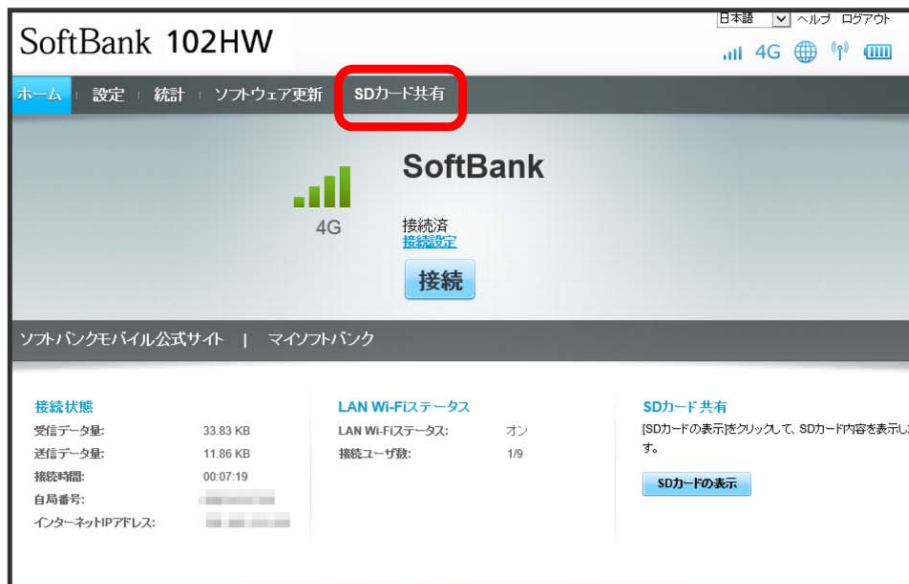 SoftBank 102HW
日本語 ヘルプ ログアウト
4G
ホーム 設定 統計 ソフトウェア更新 SDカード共有
SoftBank
4G
接続済
接続設定
接続
ソフトバンクモバイル公式サイト | マイソフトバンク
接続状態
受信データ量: 33.83 KB
送信データ量: 11.86 KB
接続時間: 00:07:19
自局番号:
インターネットIPアドレス:
LAN Wi-Fiステータス
LAN Wi-Fiステータス: オン
接続ユーザ数: 1/9
SDカード共有
[SDカードの表示]をクリックして、SDカード内容を表示し
す。
SDカードの表示